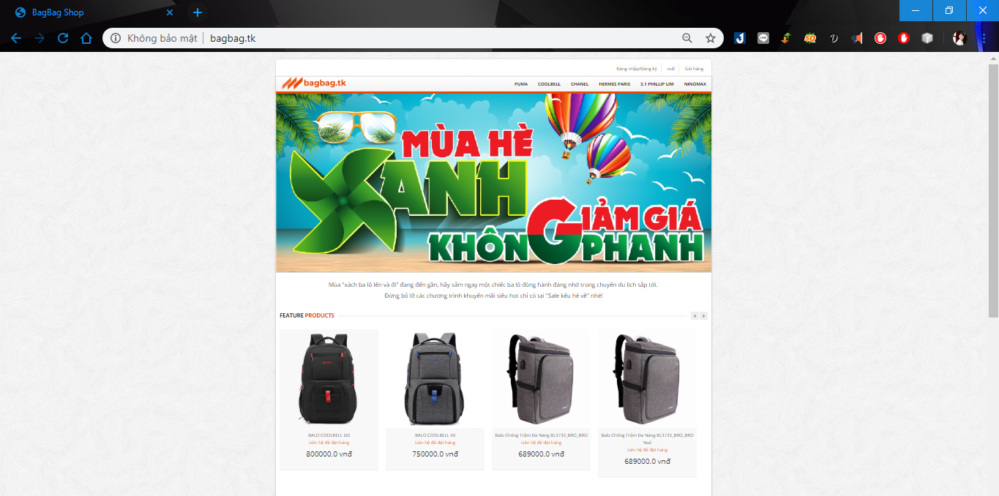 BagBag Shop
Không bảo mật
bagbag.tk
Đăng nhập/Đăng ký
null
Giỏ hàng
bagbag.tk
PUMA
COOLBELL
CHANEL
HERMES PARIS
3.1 PHILLIP LIM
NINOMAX
MÙA HÈ
XANH
GIẢM GIÁ
KHÔNG PHANH
Mùa "xách ba lô lên và đi" đang đến gần, hãy sắm ngay một chiếc ba lô đồng hành đáng nhớ trong chuyến du lịch sắp tới.
Đừng bỏ lỡ các chương trình khuyến mãi siêu hot chỉ có tại "Sale kêu hè về" nhé!
FEATURE PRODUCTS
BALO COOLBELL DD
Liên hệ để đặt hàng
800000.0 vnđ
BALO COOLBELL XX
Liên hệ để đặt hàng
750000.0 vnđ
Balo Chống Trộm Đa Năng BL3733_BRO_BRO
Liên hệ để đặt hàng
689000.0 vnđ
Balo Chống Trộm Đa Năng BL3733_BRO_BRO
No2
Liên hệ để đặt hàng
689000.0 vnđ